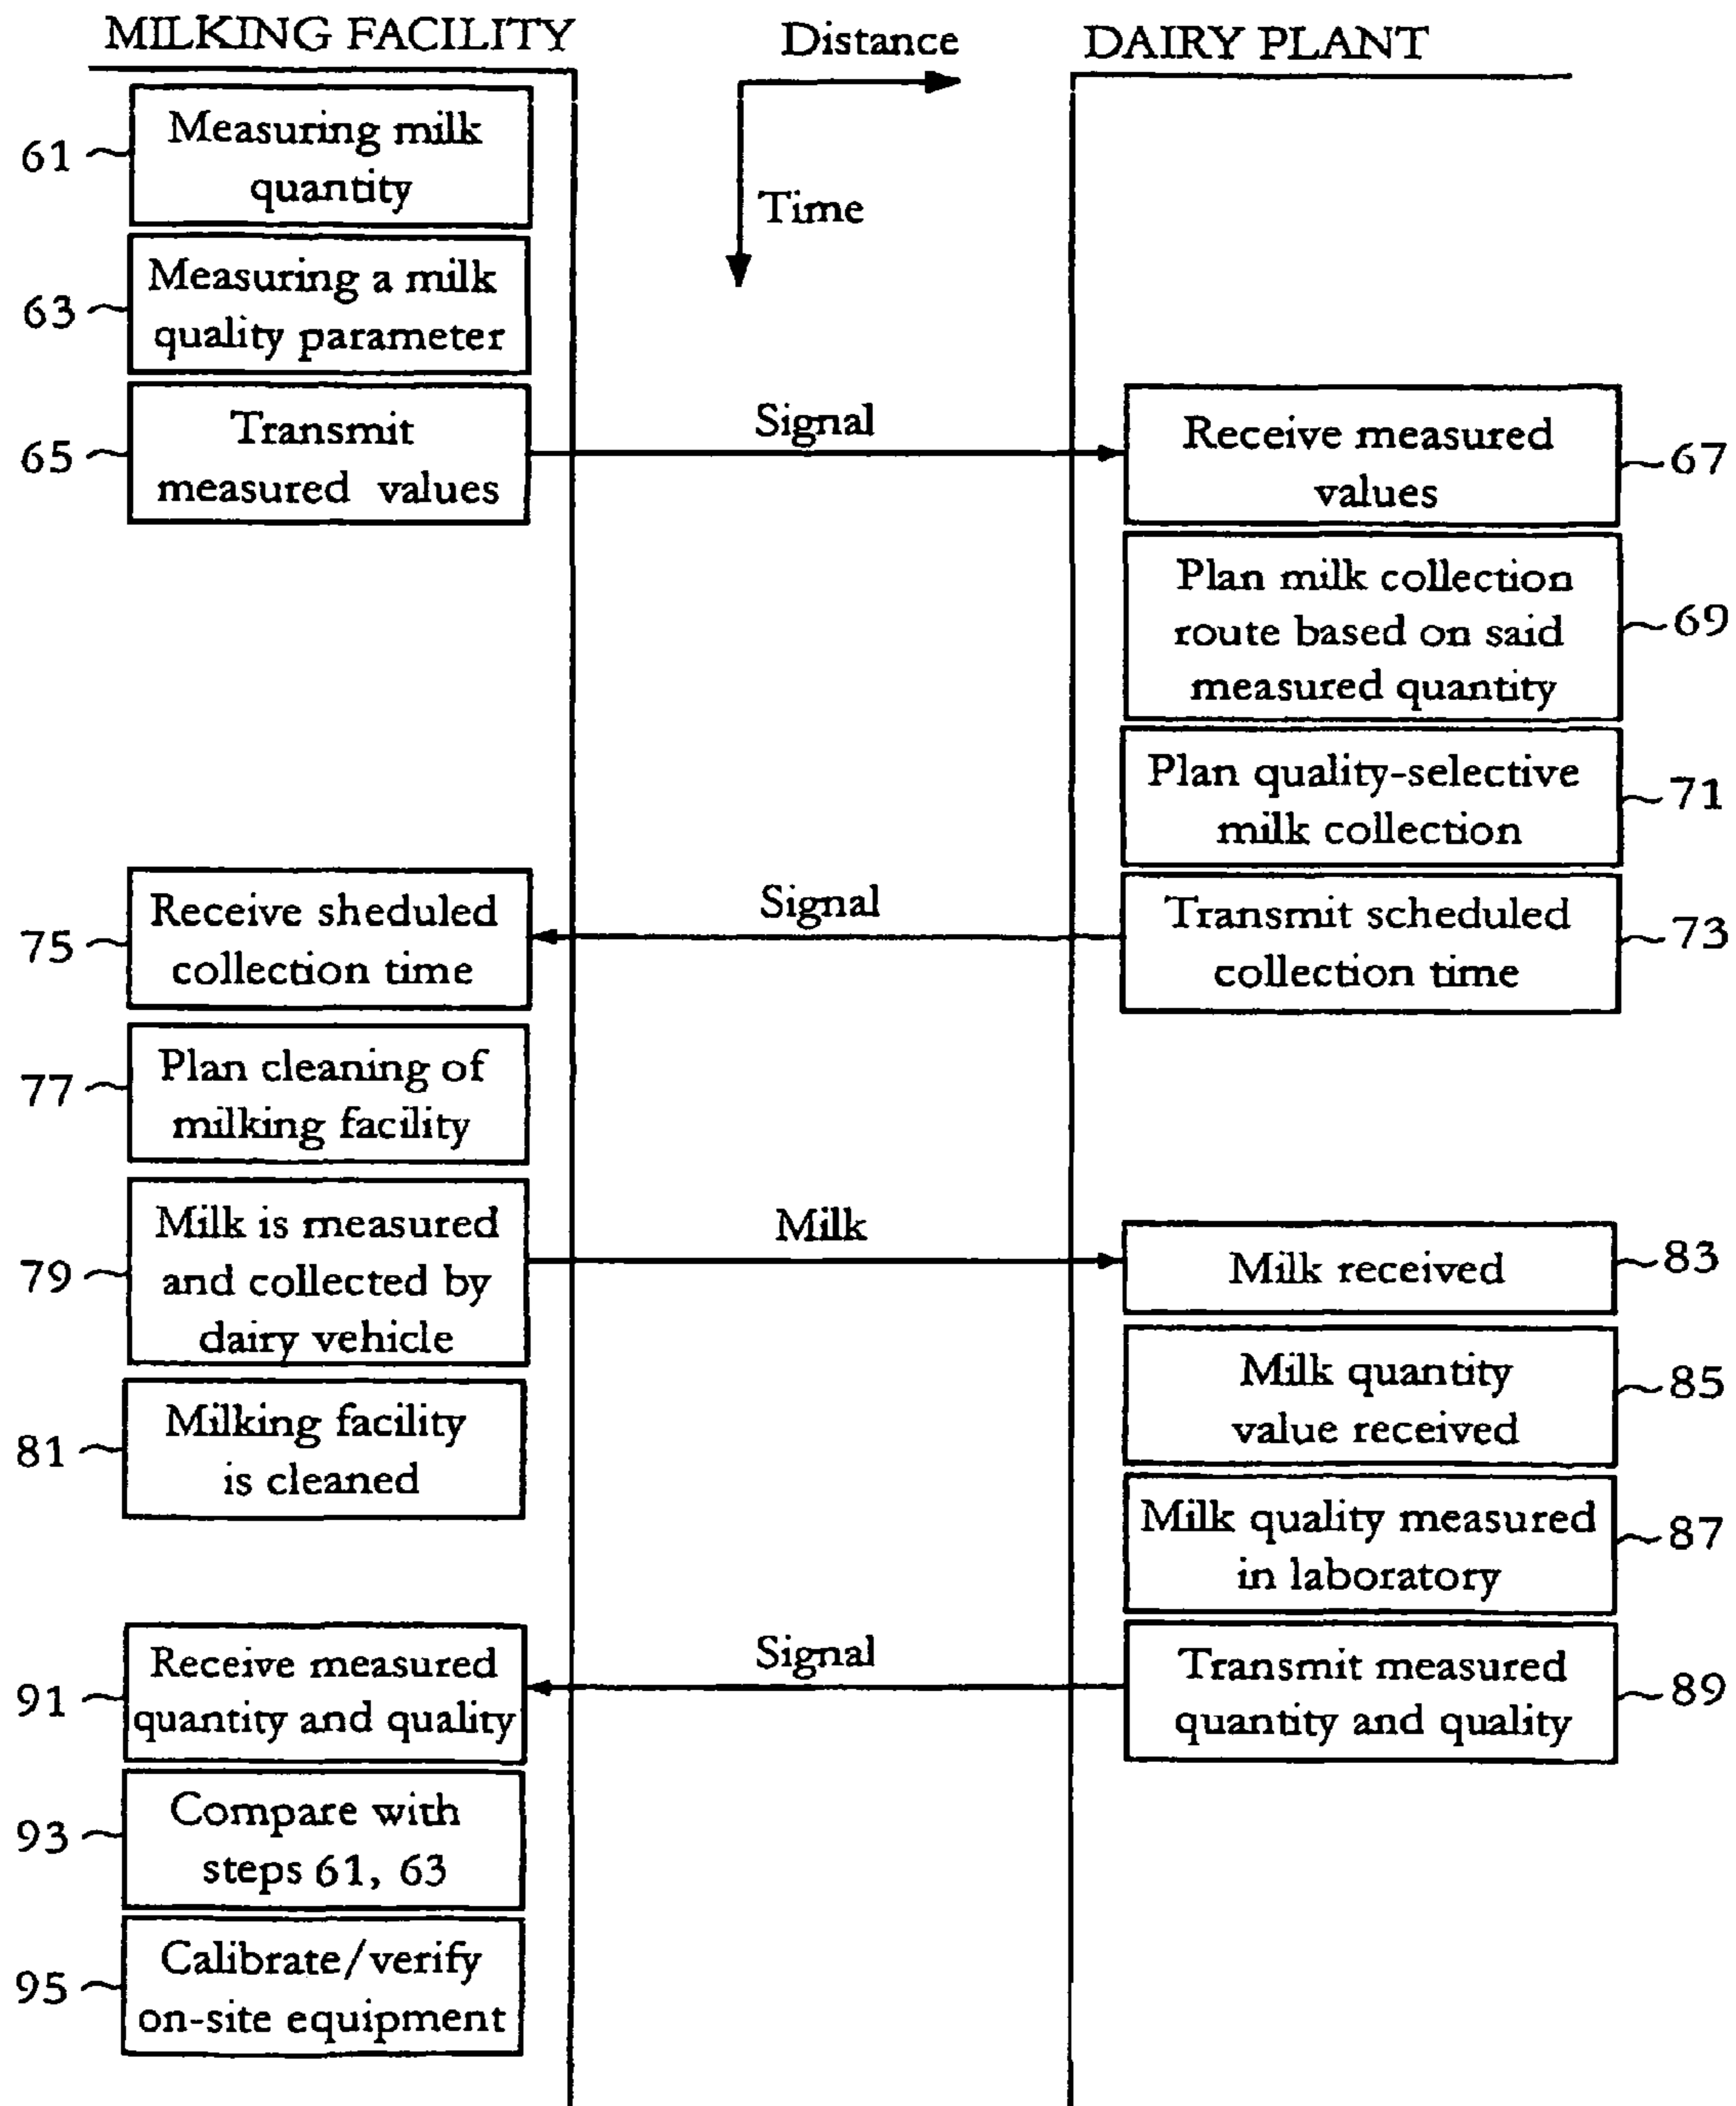 MILKING FACILITY
Distance
DAIRY PLANT
Time
61
Measuring milk
quantity
63
Measuring a milk
quality parameter
65
Transmit
measured values
Signal
Receive measured
values
67
Plan milk collection
route based on said
measured quantity
69
Plan quality-selective
milk collection
71
Transmit scheduled
collection time
73
Signal
75
Receive sheduled
collection time
77
Plan cleaning of
milking facility
79
Milk is measured
and collected by
dairy vehicle
Milk
Milk received
83
81
Milking facility
is cleaned
Milk quantity
value received
85
Milk quality measured
in laboratory
87
Transmit measured
quantity and quality
89
Signal
91
Receive measured
quantity and quality
93
Compare with
steps 61, 63
95
Calibrate/verify
on-site equipment